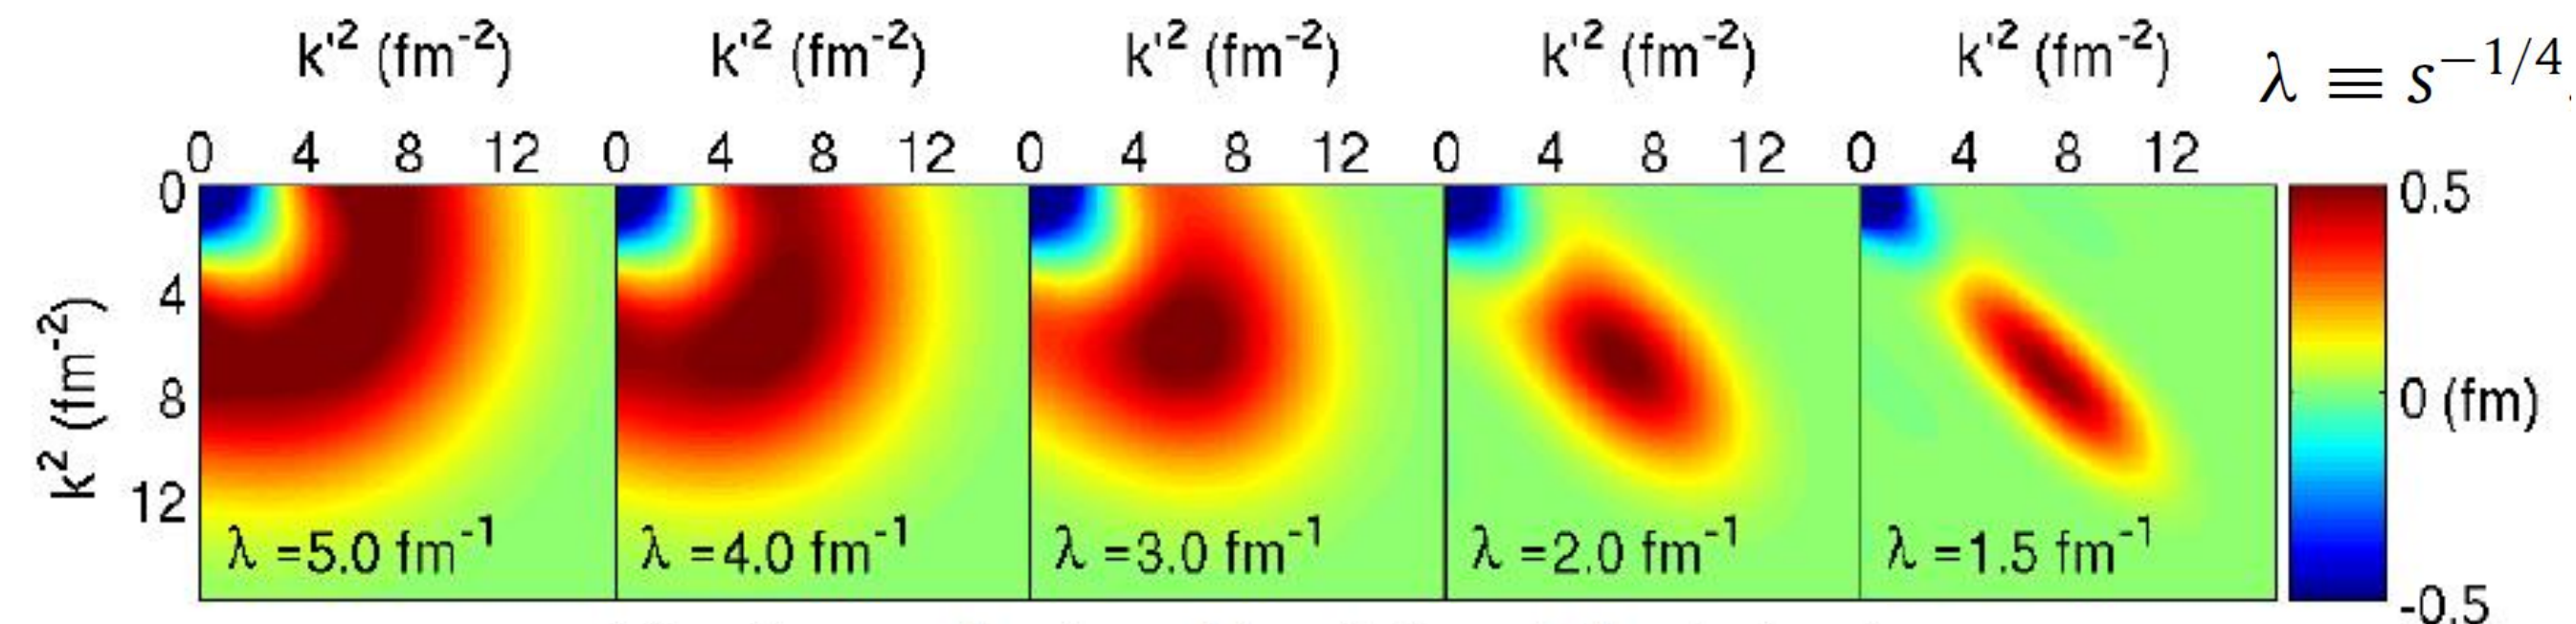 k'² (fm⁻²) k'² (fm⁻²) k'² (fm⁻²) k'² (fm⁻²) k'² (fm⁻²) λ ≡ s⁻¹/⁴.
0 4 8 12 0 4 8 12 0 4 8 12 0 4 8 12 0 4 8 12
k² (fm⁻²)
0
4
8
12
λ =5.0 fm⁻¹ λ =4.0 fm⁻¹ λ =3.0 fm⁻¹ λ =2.0 fm⁻¹ λ =1.5 fm⁻¹
0.5
0 (fm)
-0.5